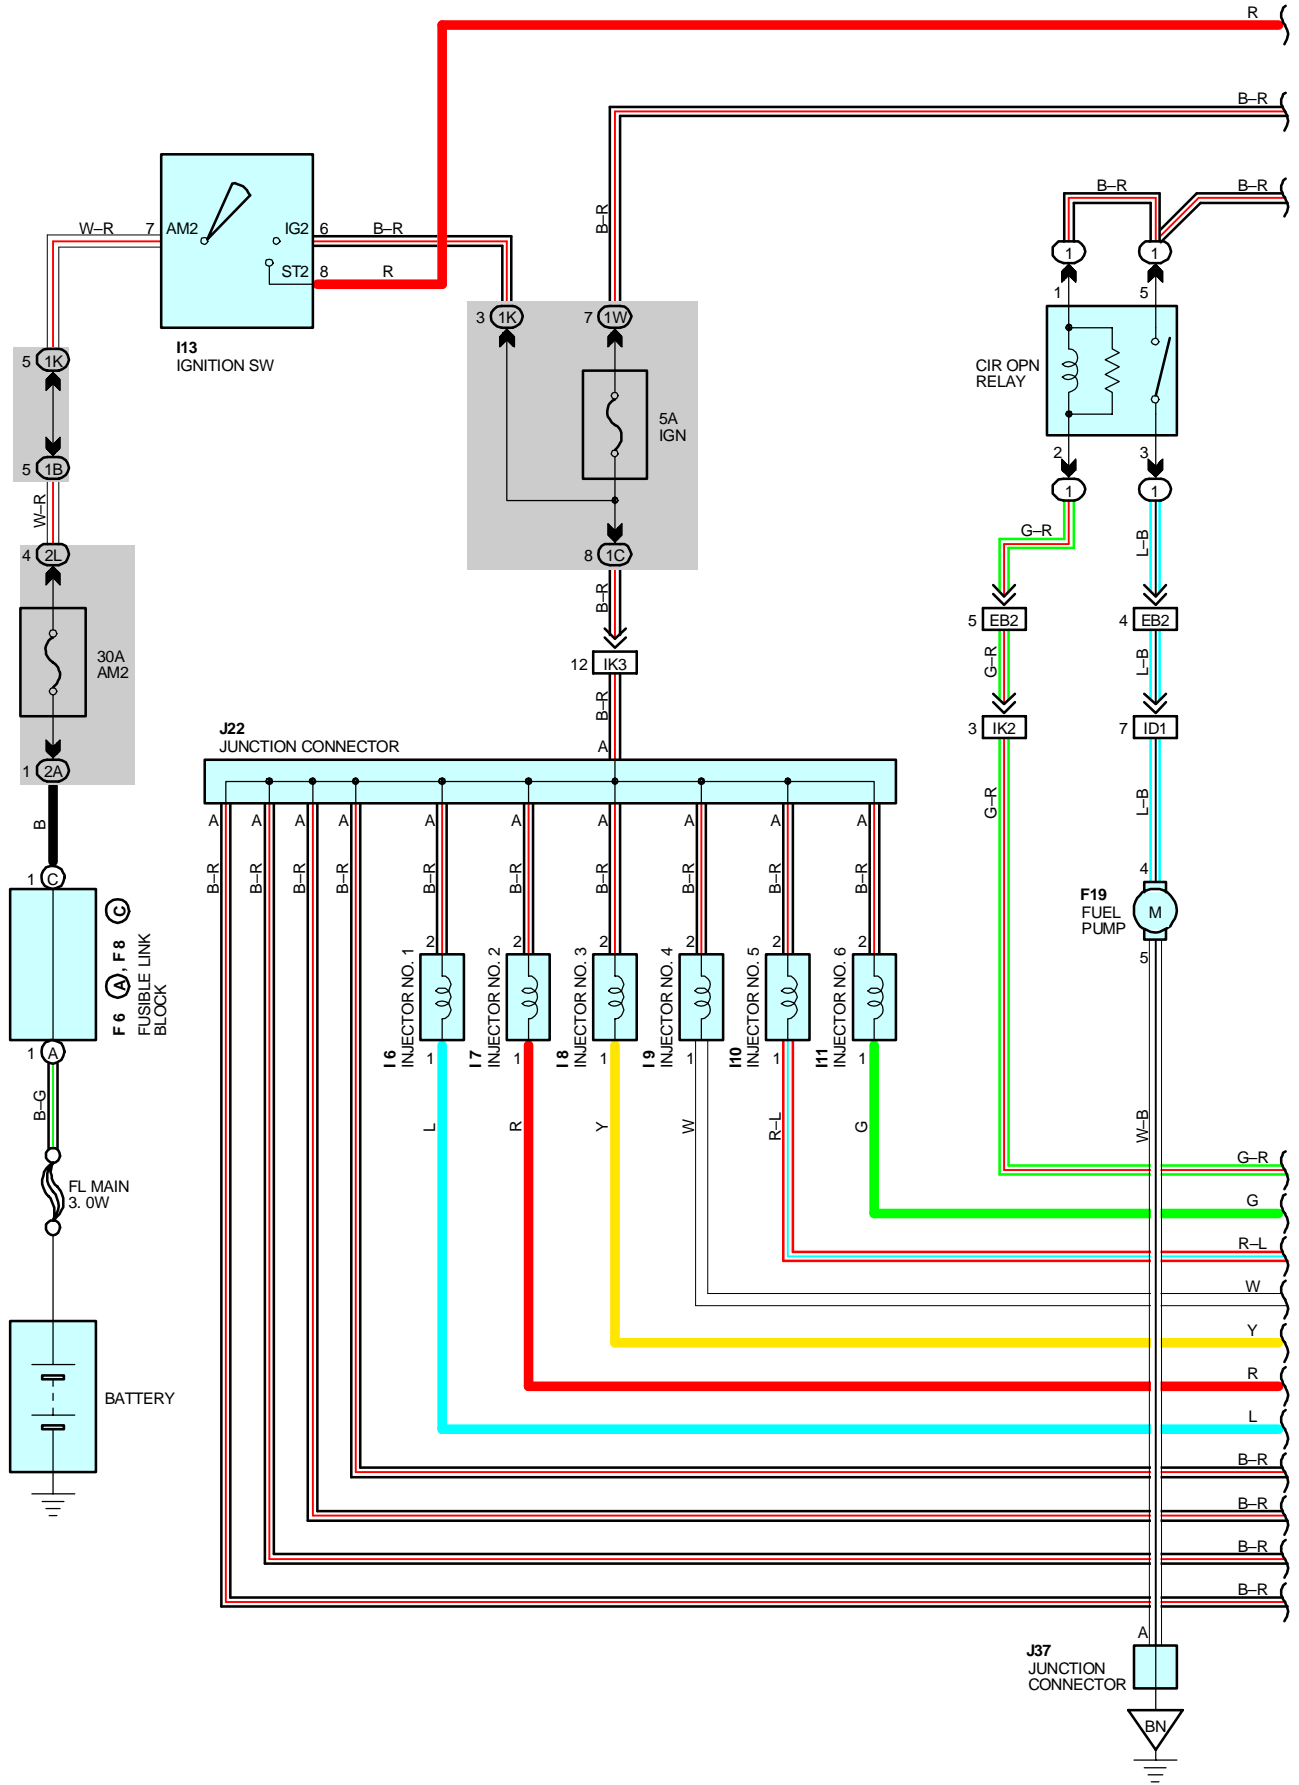 R
B–R
B–R
B–R
B–R
W–R
7
AM2
IG2
6
B–R
ST2
8
R
I13
IGNITION SW
1
1
1
5
3
1K
7
1W
5
1K
CIR OPN
RELAY
5A
IGN
2
3
5
1B
1
1
W–R
G–R
L–B
4
2L
8
1C
B–R
5
EB2
4
EB2
30A
AM2
12
IK3
G–R
L–B
B–R
3
IK2
7
ID1
J22
JUNCTION CONNECTOR
A
1
2A
G–R
L–B
B
A
A
A
A
A
A
A
A
A
A
B–R
B–R
B–R
B–R
B–R
B–R
B–R
B–R
B–R
B–R
1
C
4
F19
FUEL
PUMP
M
5
F 6 A, F 8 C
FUSIBLE LINK
BLOCK
2
2
2
2
2
2
I 6
INJECTOR NO. 1
I 7
INJECTOR NO. 2
I 8
INJECTOR NO. 3
I 9
INJECTOR NO. 4
I10
INJECTOR NO. 5
I11
INJECTOR NO. 6
1
A
1
1
1
1
1
1
B–G
L
R
Y
W
R–L
G
W–B
FL MAIN
3. 0W
G–R
G
R–L
W
Y
R
L
BATTERY
B–R
B–R
B–R
B–R
A
J37
JUNCTION
CONNECTOR
BN